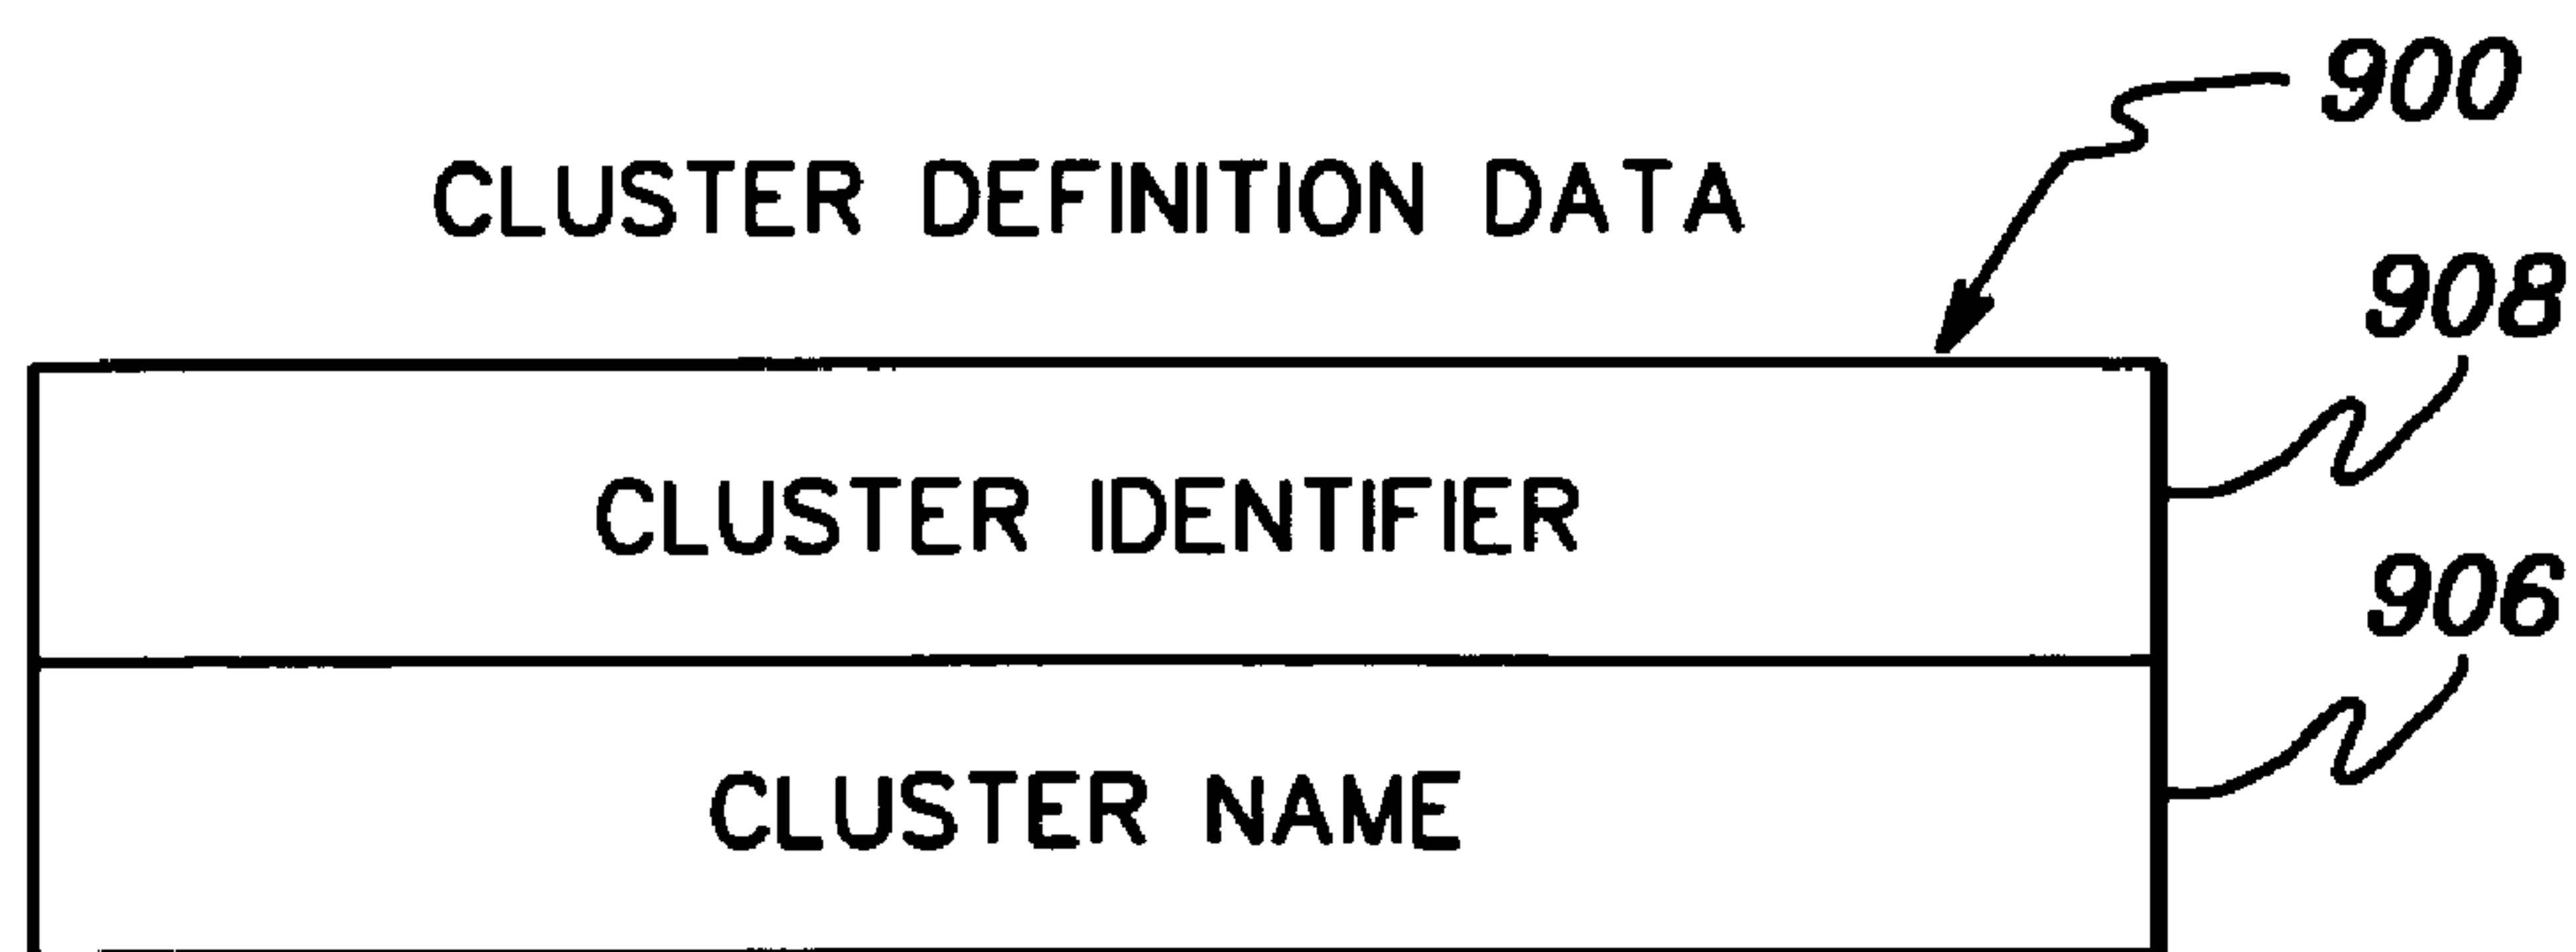 900
CLUSTER DEFINITION DATA
908
CLUSTER IDENTIFIER
906
CLUSTER NAME